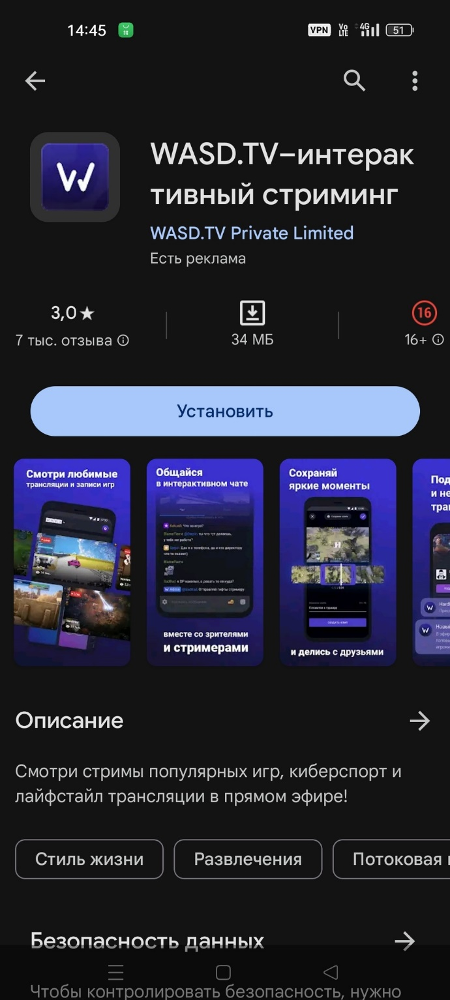 14:45
VPN
Vo
LTE
4G
51
WASD.TV–интерак
тивный стриминг
WASD.TV Private Limited
Есть реклама
3,0★
7 тыс. отзыва
34 МБ
16
16+
Установить
Смотри любимые
трансляции и записи игр
Общайся
в интерактивном чате
вместе со зрителями
и стримерами
Сохраняй
яркие моменты
и делись с друзьями
Под
и не
тра
Описание
Смотри стримы популярных игр, киберспорт и
лайфстайл трансляции в прямом эфире!
Стиль жизни
Развлечения
Потоковая
Безопасность данных
Чтобы контролировать безопасность, нужно